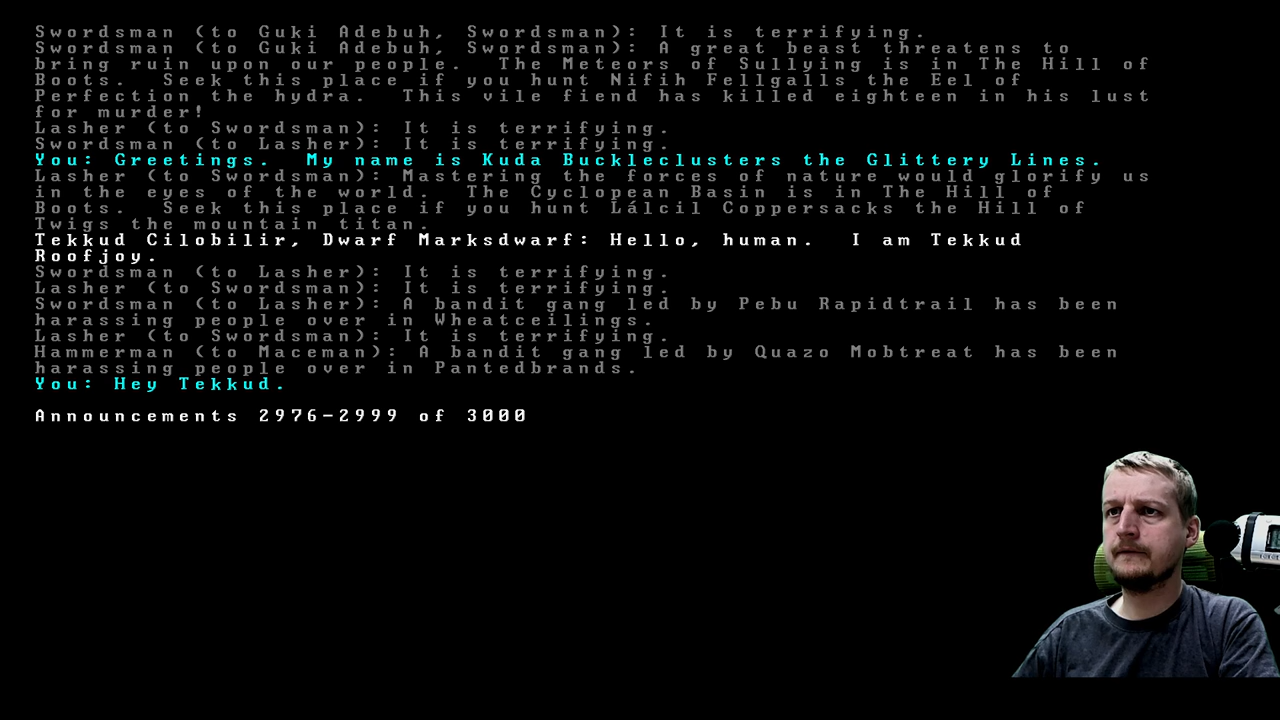 Swordsman (to Guki Adebuh, Swordsman): It is terrifying.
Swordsman (to Guki Adebuh, Swordsman): A great beast threatens to
bring ruin upon our people.  The Meteors of Sullying is in The Hill of
Boots.  Seek this place if you hunt Nifih Fellgalls the Eel of
Perfection the hydra.  This vile fiend has killed eighteen in his lust
for murder!
Lasher (to Swordsman): It is terrifying.
Swordsman (to Lasher): It is terrifying.
You: Greetings.  My name is Kuda Buckleclusters the Glittery Lines.
Lasher (to Swordsman): Mastering the forces of nature would glorify us
in the eyes of the world.  The Cyclopean Basin is in The Hill of
Boots.  Seek this place if you hunt Lálcil Coppersacks the Hill of
Twigs the mountain titan.
Tekkud Cilobilir, Dwarf Marksdwarf: Hello, human.  I am Tekkud
Roofjoy.
Swordsman (to Lasher): It is terrifying.
Lasher (to Swordsman): It is terrifying.
Swordsman (to Lasher): A bandit gang led by Pebu Rapidtrail has been
harassing people over in Wheatceilings.
Lasher (to Swordsman): It is terrifying.
Hammerman (to Maceman): A bandit gang led by Quazo Mobtreat has been
harassing people over in Pantedbrands.
You: Hey Tekkud.
Announcements 2976-2999 of 3000